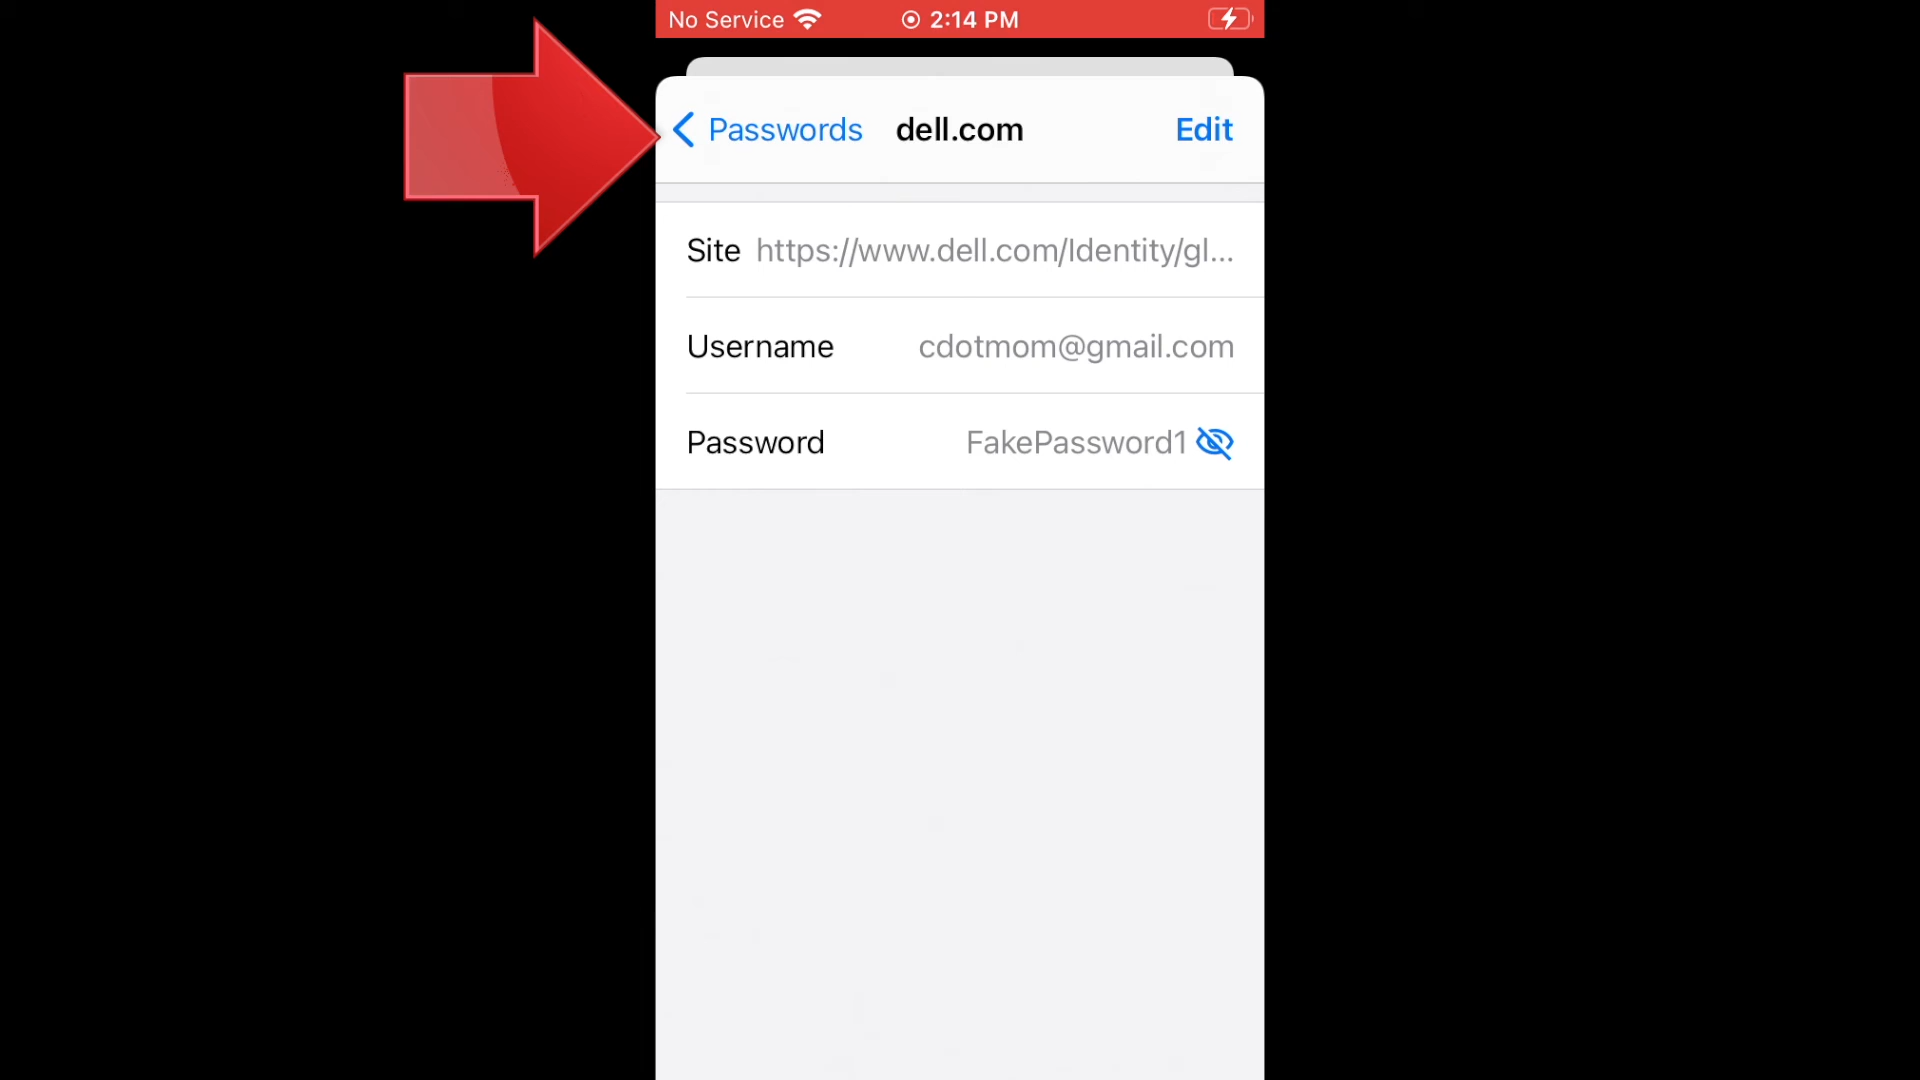 No Service 2:14 PM
Passwords dell.com Edit
Site https://www.dell.com/Identity/gl...
Username cdotmom@gmail.com
Password FakePassword1